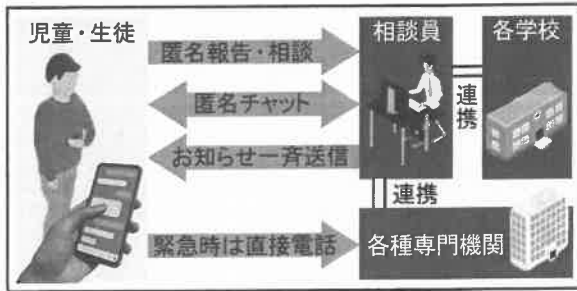 児童・生徒
匿名報告・相談
匿名チャット
お知らせ一斉送信
緊急時は直接電話
相談員
連携
各学校
連携
各種専門機関